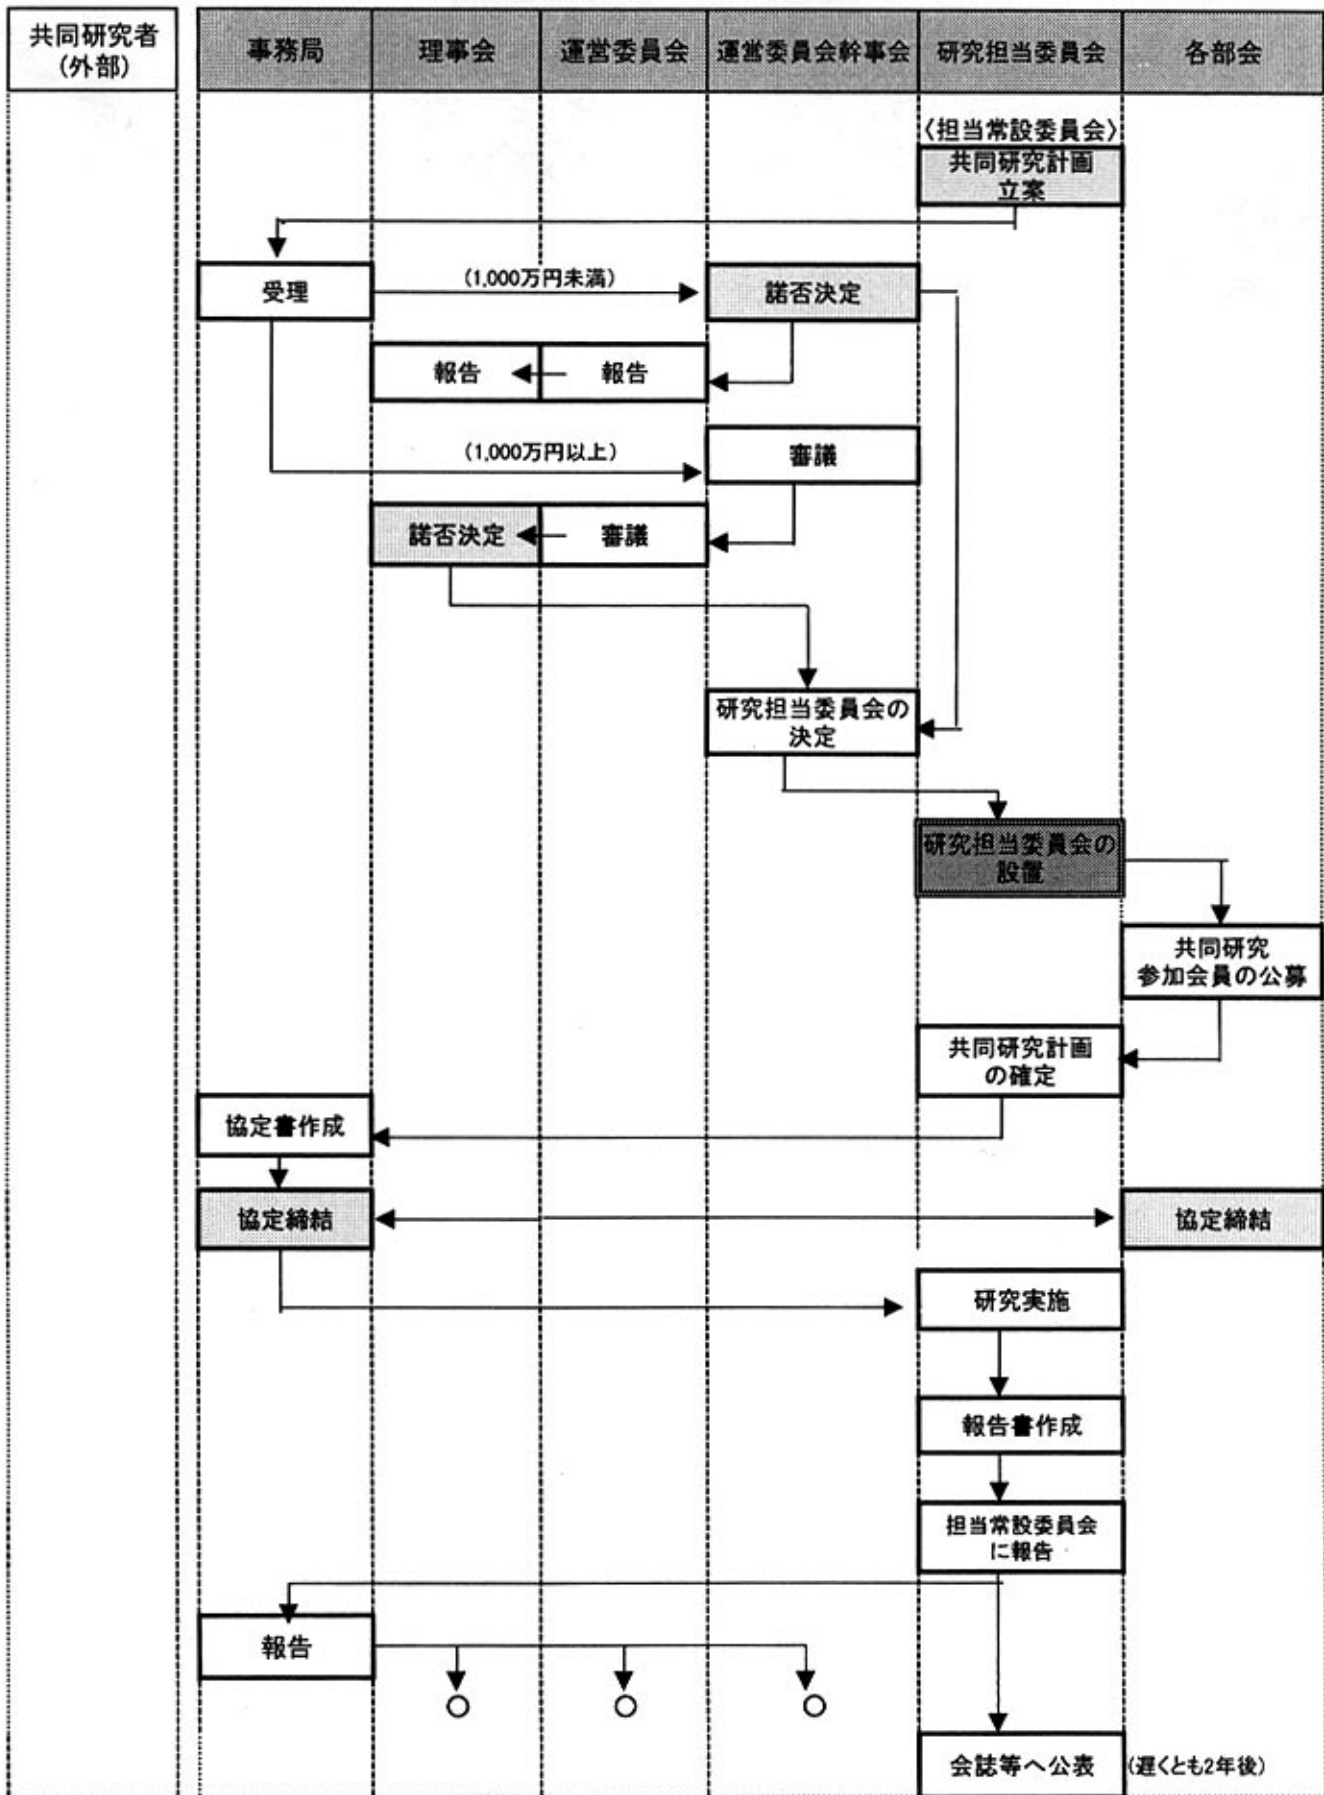 共同研究者
(外部)
事務局
理事会
運営委員会
運営委員会幹事会
研究担当委員会
各部会
〈担当常設委員会〉
共同研究計画
立案
受理
(1,000万円未満)
諾否決定
報告
報告
(1,000万円以上)
審議
諾否決定
審議
研究担当委員会の
決定
研究担当委員会の
設置
共同研究
参加会員の公募
共同研究計画
の確定
協定書作成
協定締結
協定締結
研究実施
報告書作成
担当常設委員会
に報告
報告
会誌等へ公表
(遅くとも2年後)